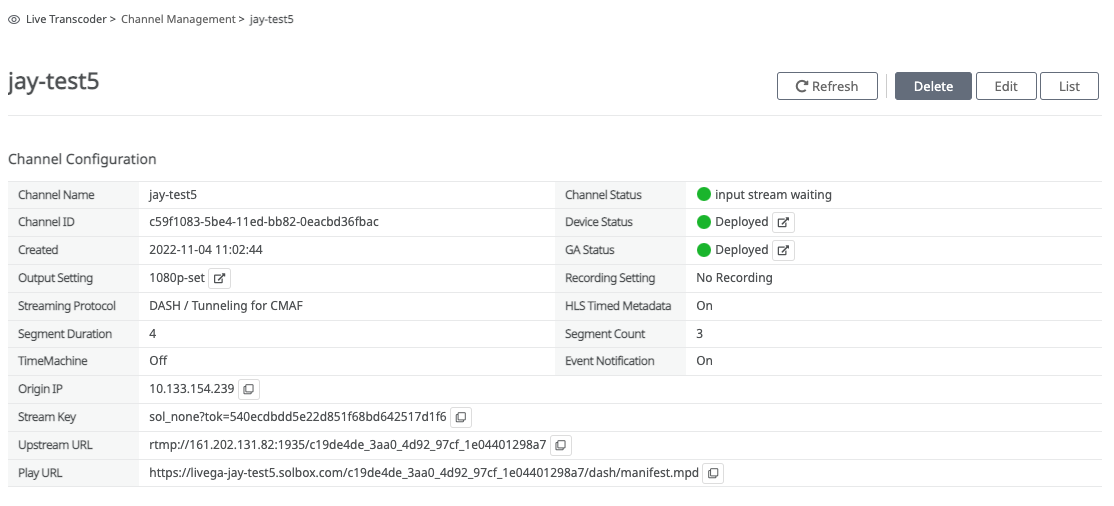 Live Transcoder > Channel Management > jay-test5
jay-test5
Refresh Delete Edit List
Channel Configuration
Channel Name jay-test5 Channel Status input stream waiting
Channel ID c59f1083-5be4-11ed-bb82-0eacbd36fbac Device Status Deployed
Created 2022-11-04 11:02:44 GA Status Deployed
Output Setting 1080p-set Recording Setting No Recording
Streaming Protocol DASH / Tunneling for CMAF HLS Timed Metadata On
Segment Duration 4 Segment Count 3
TimeMachine Off Event Notification On
Origin IP 10.133.154.239
Stream Key sol_none?tok=540ecdbdd5e22d851f68bd642517d1f6
Upstream URL rtmp://161.202.131.82:1935/c19de4de_3aa0_4d92_97cf_1e04401298a7
Play URL https://livega-jay-test5.solbox.com/c19de4de_3aa0_4d92_97cf_1e04401298a7/dash/manifest.mpd